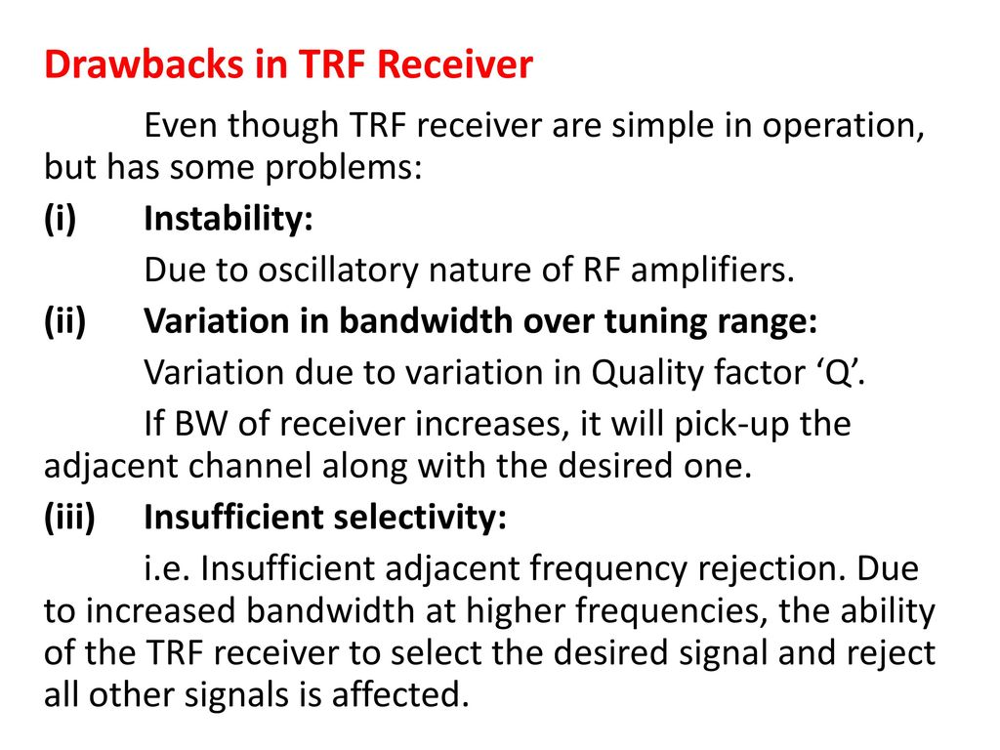 Drawbacks in TRF Receiver
Even though TRF receiver are simple in operation,
but has some problems:
(i) Instability:
Due to oscillatory nature of RF amplifiers.
(ii) Variation in bandwidth over tuning range:
Variation due to variation in Quality factor ‘Q’.
If BW of receiver increases, it will pick-up the
adjacent channel along with the desired one.
(iii) Insufficient selectivity:
i.e. Insufficient adjacent frequency rejection. Due
to increased bandwidth at higher frequencies, the ability
of the TRF receiver to select the desired signal and reject
all other signals is affected.